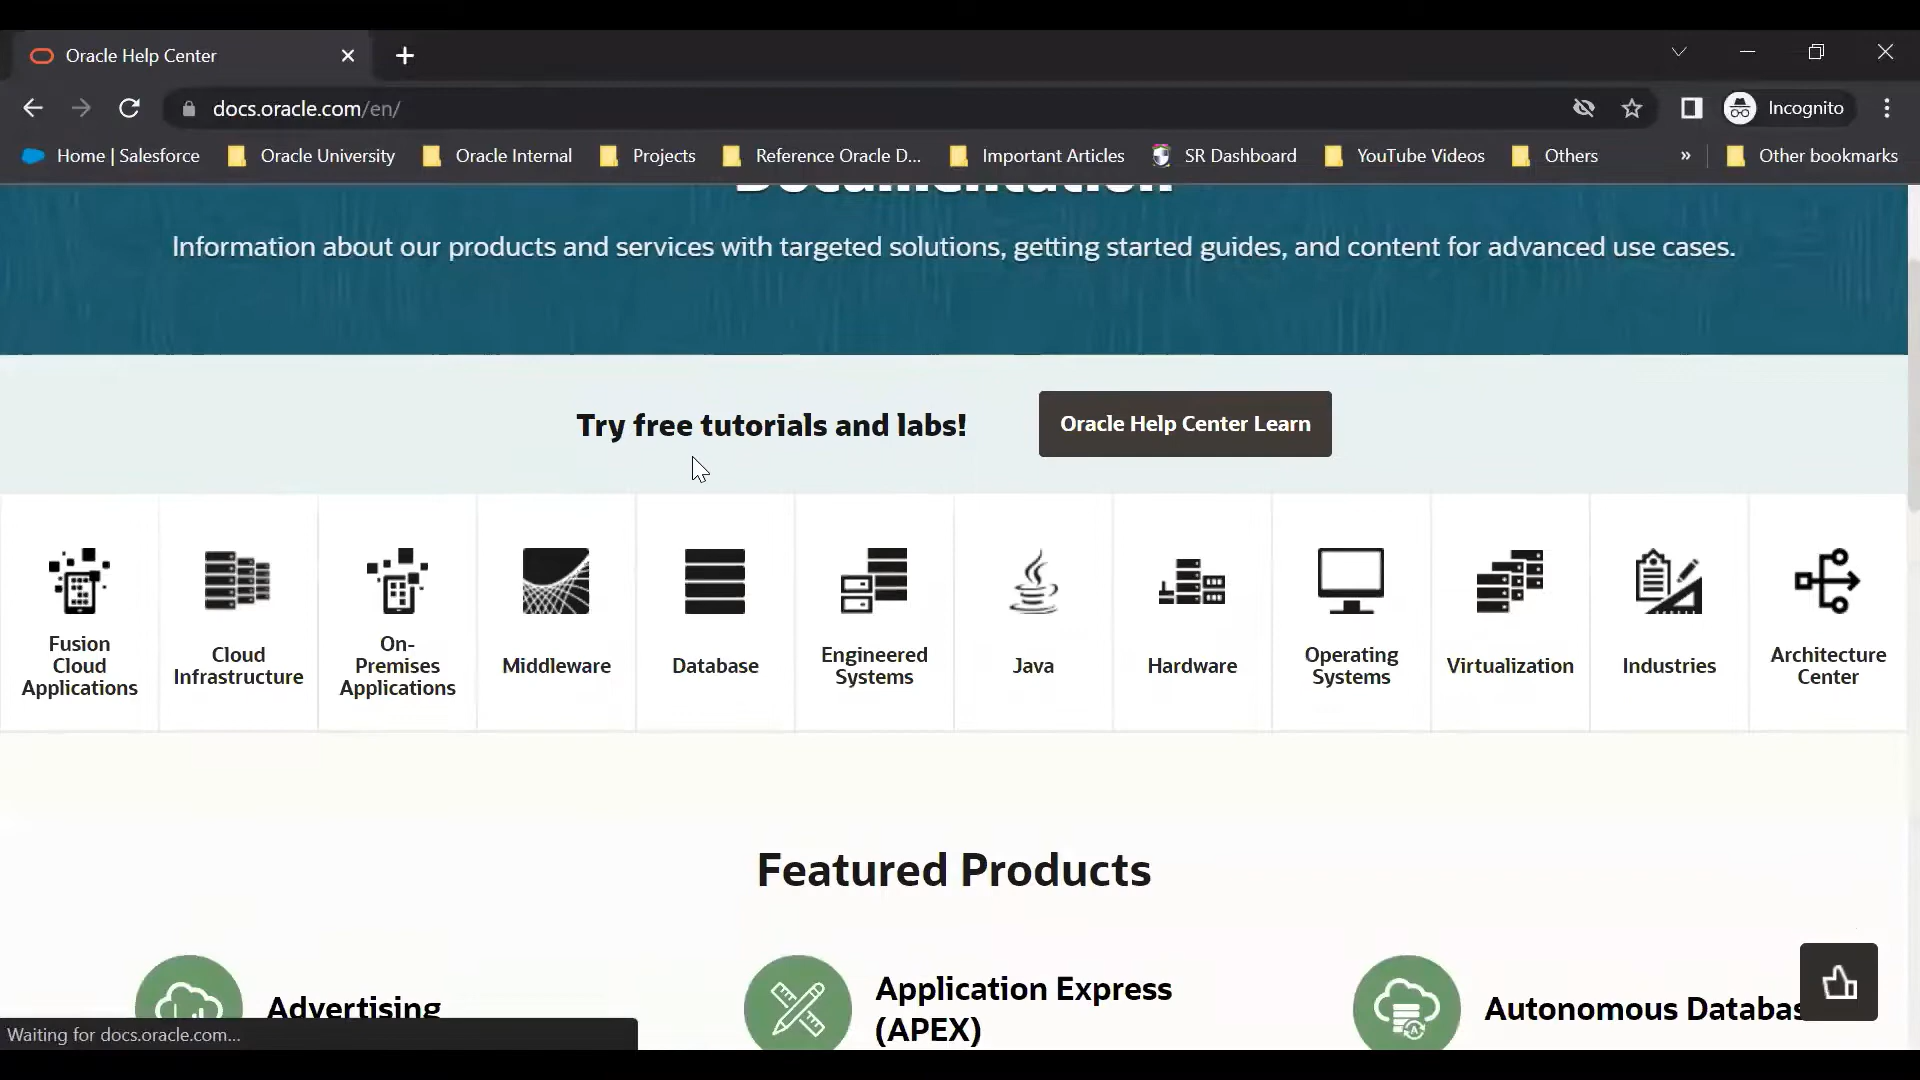 Oracle Help Center
docs.oracle.com/en/
Incognito
Home | Salesforce
Oracle University
Oracle Internal
Projects
Reference Oracle D...
Important Articles
SR Dashboard
YouTube Videos
Others
»
Other bookmarks
Documentation
Information about our products and services with targeted solutions, getting started guides, and content for advanced use cases.
Try free tutorials and labs!
Oracle Help Center Learn
Fusion
Cloud
Applications
Cloud
Infrastructure
On-
Premises
Applications
Middleware
Database
Engineered
Systems
Java
Hardware
Operating
Systems
Virtualization
Industries
Architecture
Center
Featured Products
Advertising
Application Express
(APEX)
Autonomous Databas
Waiting for docs.oracle.com...